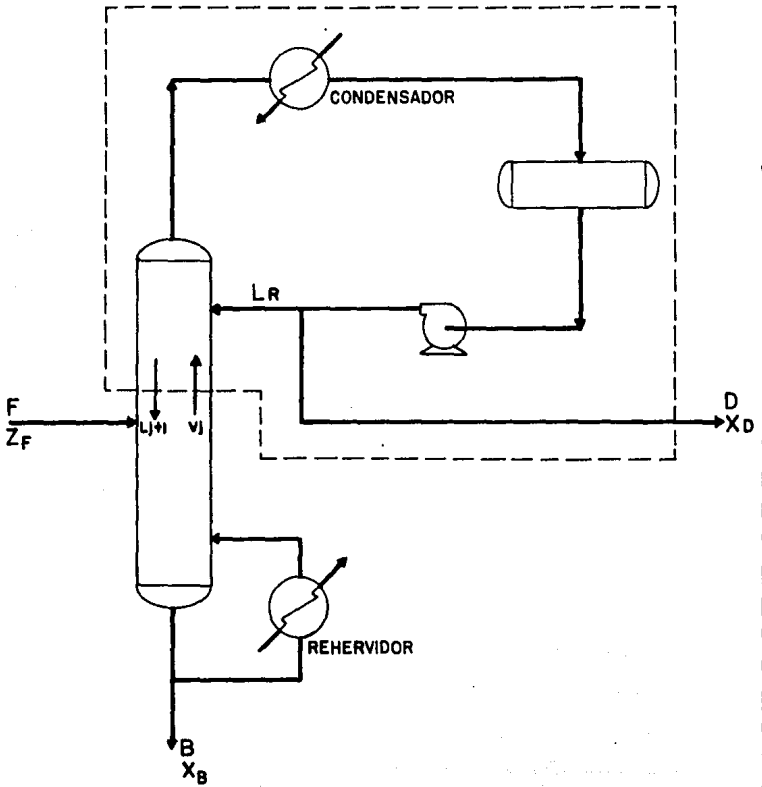 CONDENSADOR
LR
F
ZF
Lj+1
Vj
D
XD
REHERVIDOR
B
XB